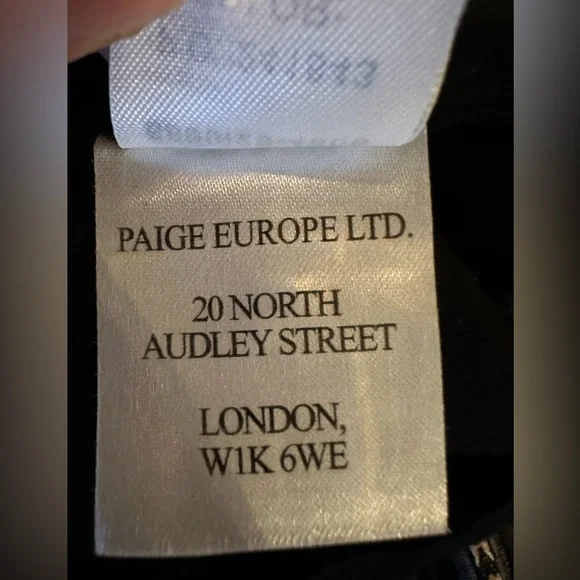 PAIGE EUROPE LTD.
20 NORTH
AUDLEY STREET
LONDON,
W1K 6WE